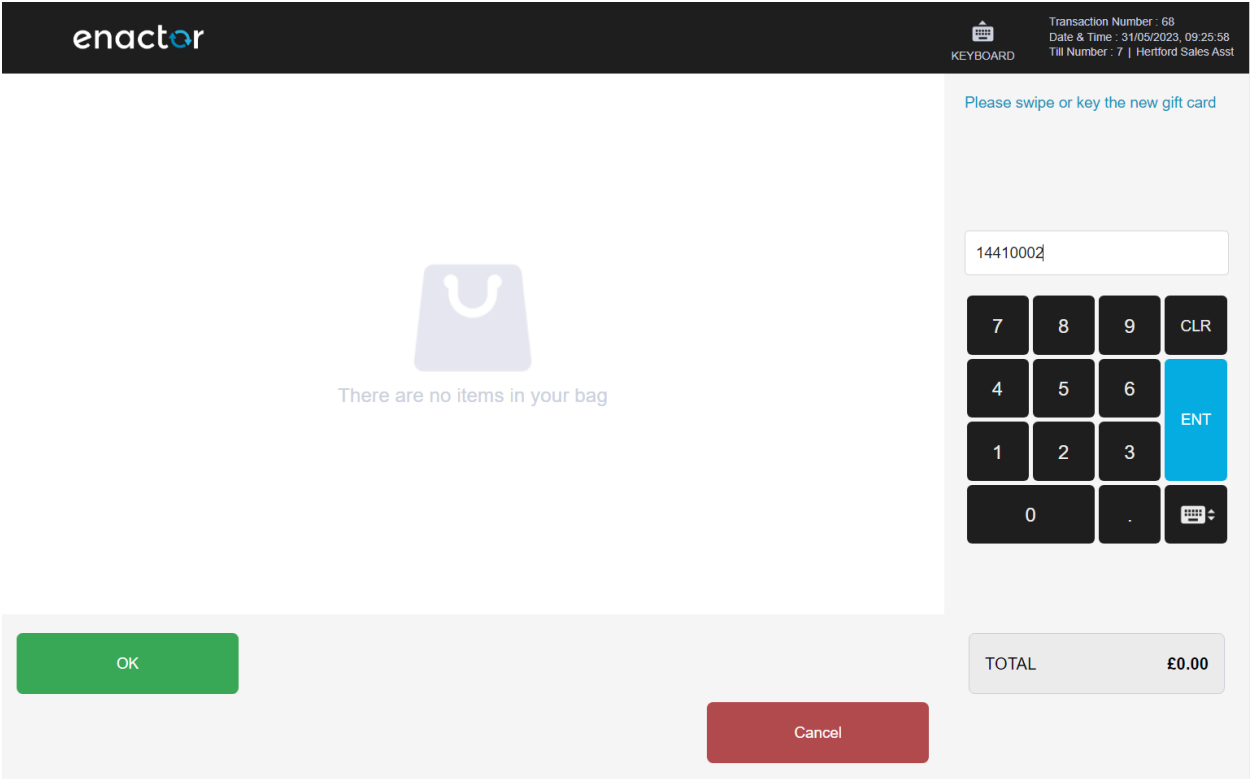 enactor
KEYBOARD
Transaction Number : 68
Date & Time : 31/05/2023, 09:25:58
Till Number : 7 | Hertford Sales Asst
Please swipe or key the new gift card
14410002
7 8 9 CLR
4 5 6
ENT
1 2 3
0 .
There are no items in your bag
OK
TOTAL £0.00
Cancel